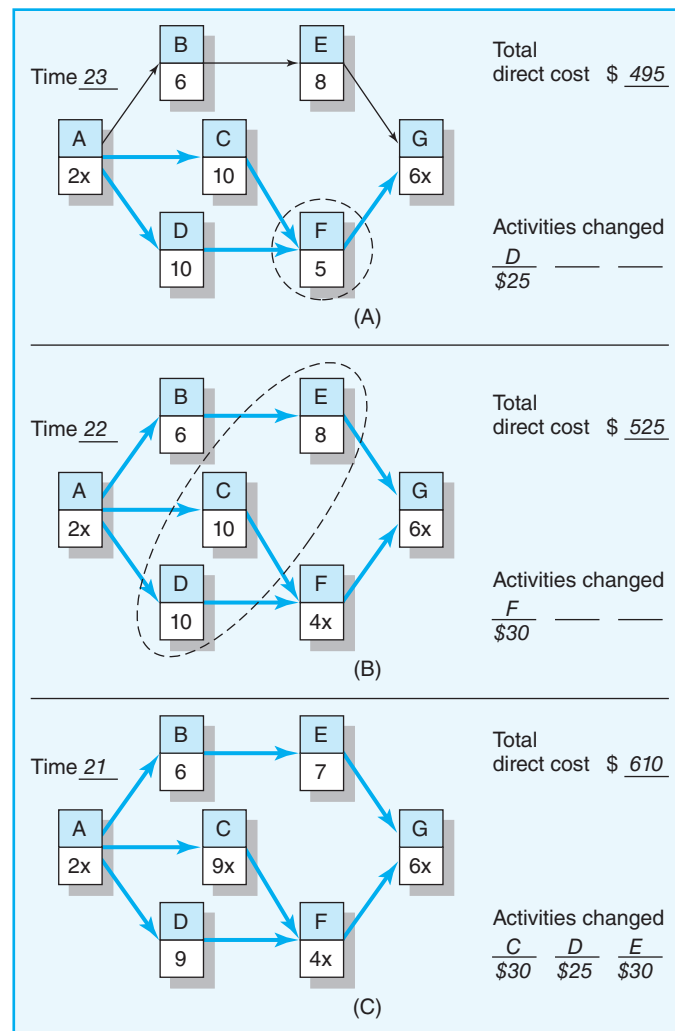 B
6
E
8
Time 23
Total
direct cost $ 495
A
2x
C
10
G
6x
D
10
F
5
Activities changed
D
$25
(A)
B
6
E
8
Time 22
Total
direct cost $ 525
A
2x
C
10
G
6x
D
10
F
4x
Activities changed
F
$30
(B)
B
6
E
7
Time 21
Total
direct cost $ 610
A
2x
C
9x
G
6x
D
9
F
4x
Activities changed
C D E
$30 $25 $30
(C)